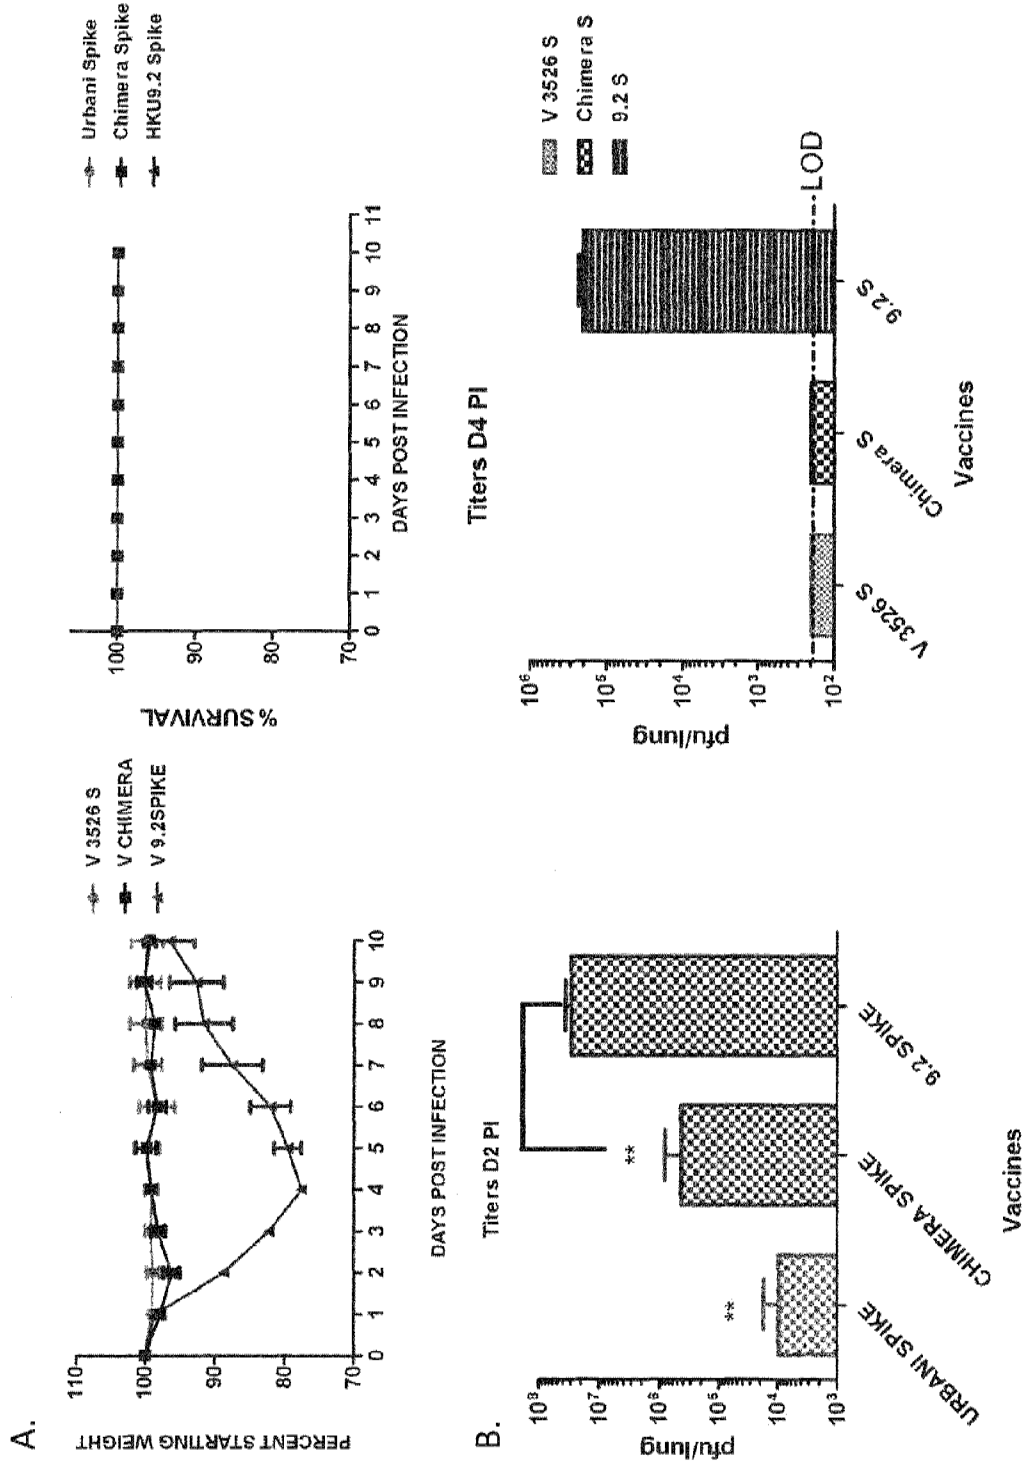 A.
PERCENT STARTING WEIGHT
110
100
90
80
70
0 1 2 3 4 5 6 7 8 9 10
DAYS POST INFECTION
V 3526 S
V CHIMERA
V 9.2SPIKE
% SURVIVAL
100
90
80
70
0 1 2 3 4 5 6 7 8 9 10 11
DAYS POST INFECTION
Urbani Spike
Chimera Spike
HKU9.2 Spike
B.
Titers D2 PI
pfu/lung
10^8
10^7
10^6
10^5
10^4
10^3
**
**
URBANI SPIKE
CHIMERA SPIKE
9.2 SPIKE
Vaccines
Titers D4 PI
pfu/lung
10^6
10^5
10^4
10^3
10^2
V 3526 S
Chimera S
9.2 S
Vaccines
LOD
V 3526 S
Chimera S
9.2 S